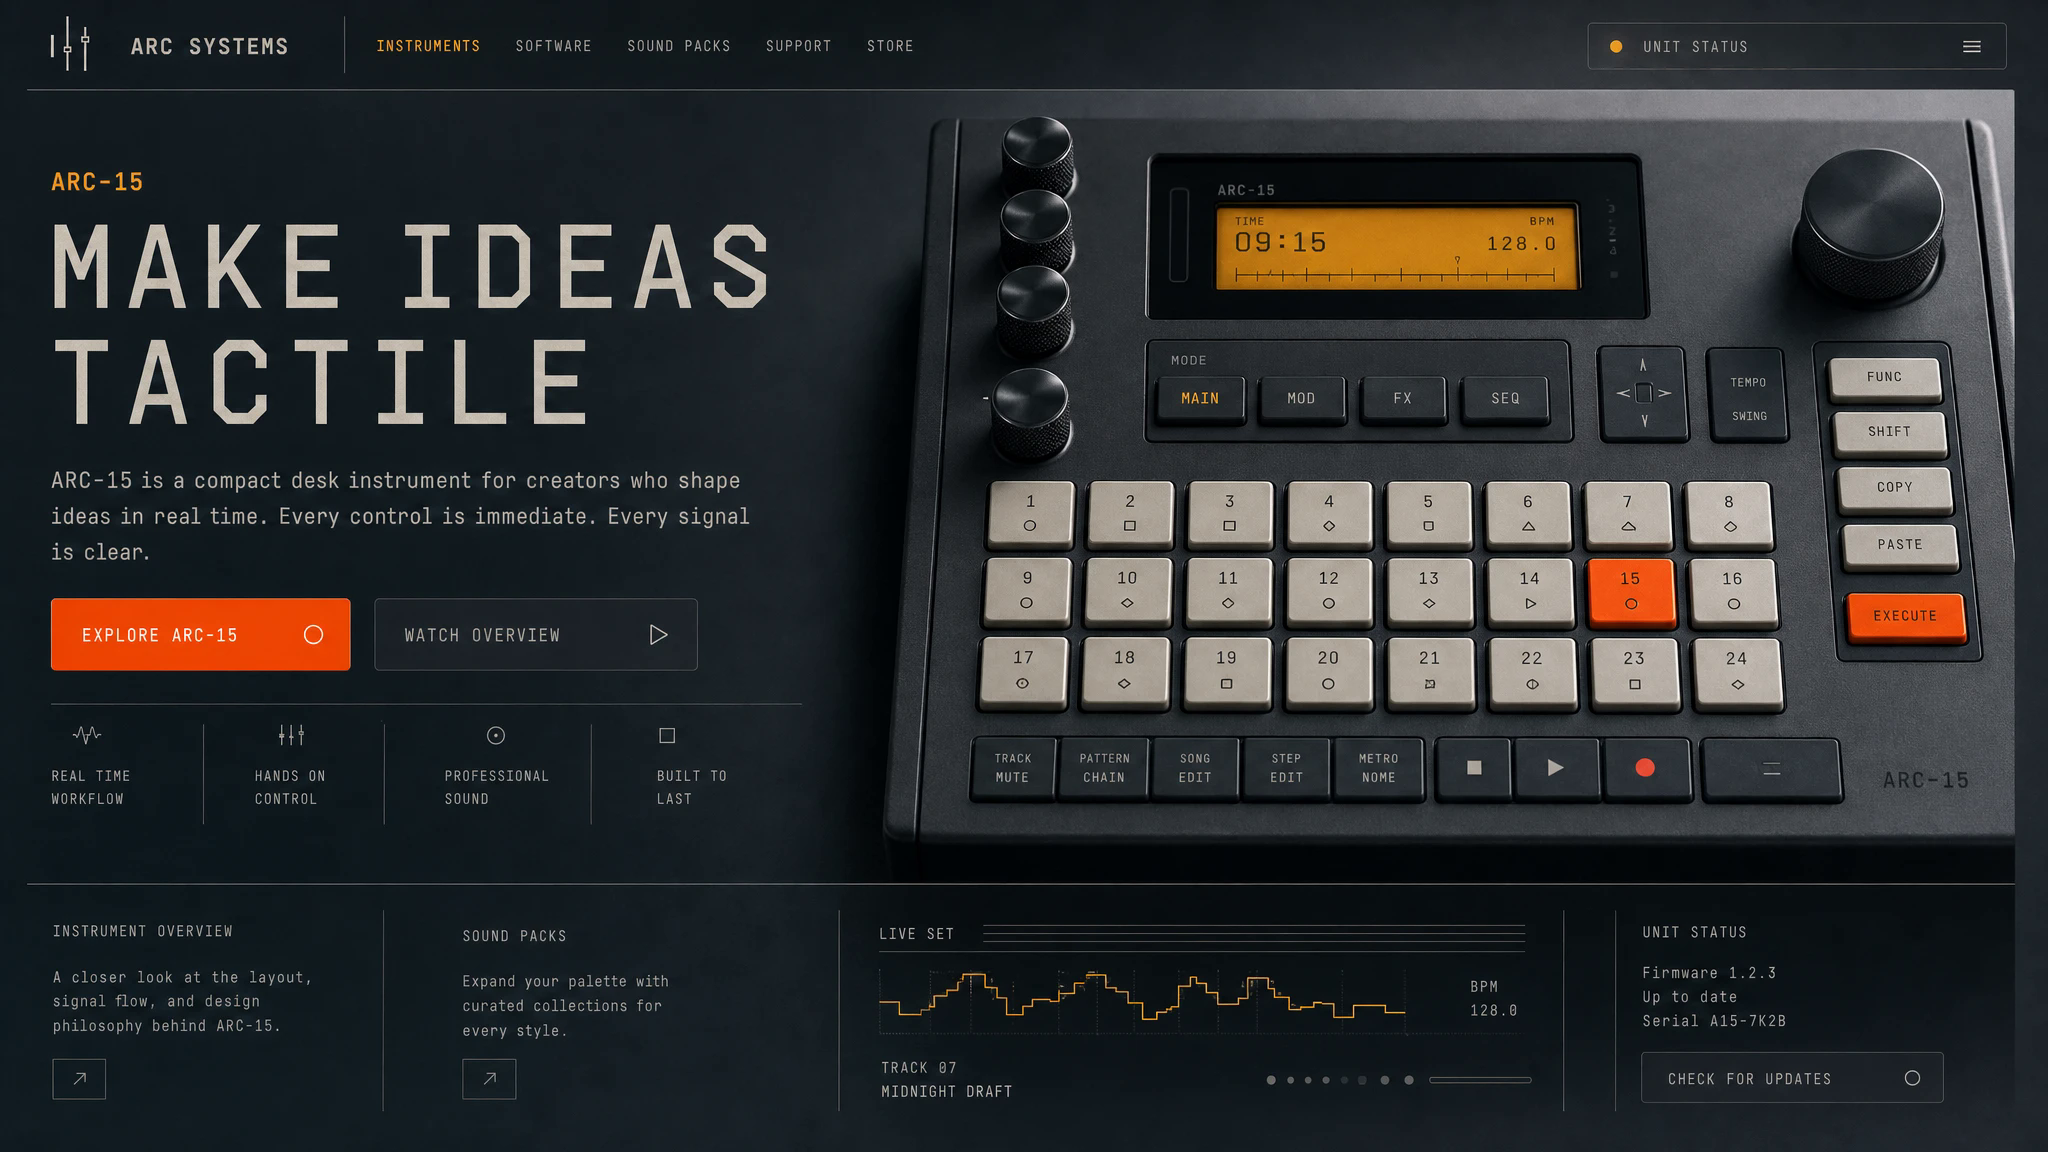 ARC SYSTEMS
INSTRUMENTS
SOFTWARE
SOUND PACKS
SUPPORT
STORE
UNIT STATUS
ARC-15
MAKE IDEAS
TACTILE
ARC-15 is a compact desk instrument for creators who shape
ideas in real time. Every control is immediate. Every signal
is clear.
EXPLORE ARC-15
WATCH OVERVIEW
REAL TIME
WORKFLOW
HANDS ON
CONTROL
PROFESSIONAL
SOUND
BUILT TO
LAST
ARC-15
TIME
BPM
09:15
128.0
MODE
MAIN
MOD
FX
SEQ
TEMPO
SWING
FUNC
SHIFT
COPY
PASTE
EXECUTE
1 2 3 4 5 6 7 8
9 10 11 12 13 14 15 16
17 18 19 20 21 22 23 24
TRACK
MUTE
PATTERN
CHAIN
SONG
EDIT
STEP
EDIT
METRO
NOME
ARC-15
INSTRUMENT OVERVIEW
A closer look at the layout,
signal flow, and design
philosophy behind ARC-15.
SOUND PACKS
Expand your palette with
curated collections for
every style.
LIVE SET
BPM
128.0
TRACK 07
MIDNIGHT DRAFT
UNIT STATUS
Firmware 1.2.3
Up to date
Serial A15-7K2B
CHECK FOR UPDATES